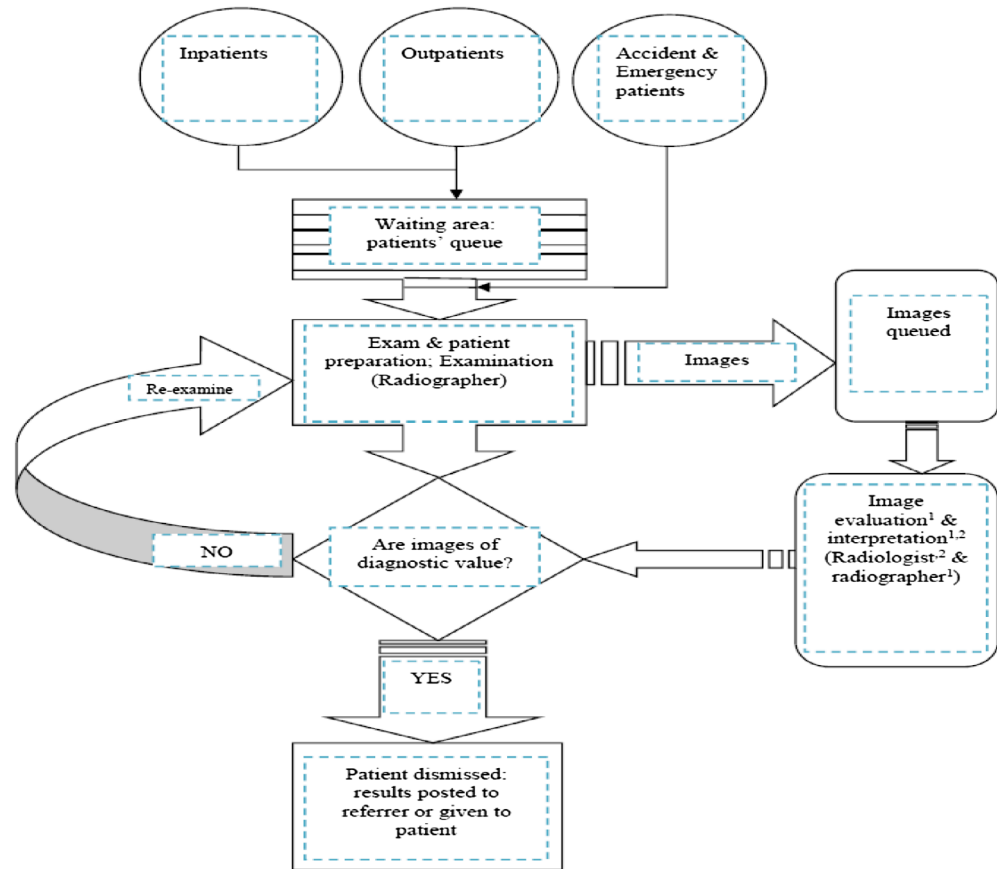 Inpatients
Outpatients
Accident &
Emergency
patients
Waiting area:
patients’ queue
Exam & patient
preparation; Examination
(Radiographer)
Images
Images
queued
Re-examine
Image
evaluation¹ &
interpretation¹,²
(Radiologist,² &
radiographer¹)
Are images of
diagnostic value?
NO
YES
Patient dismissed:
results posted to
referrer or given to
patient